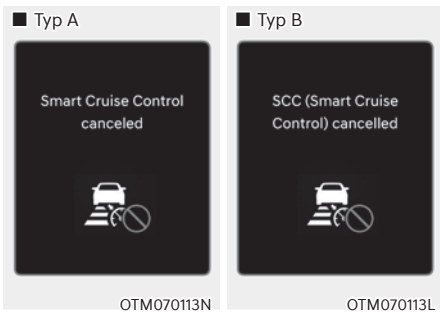 ■ Typ A
Smart Cruise Control
canceled
OTM070113N
■ Typ B
SCC (Smart Cruise
Control) cancelled
OTM070113L